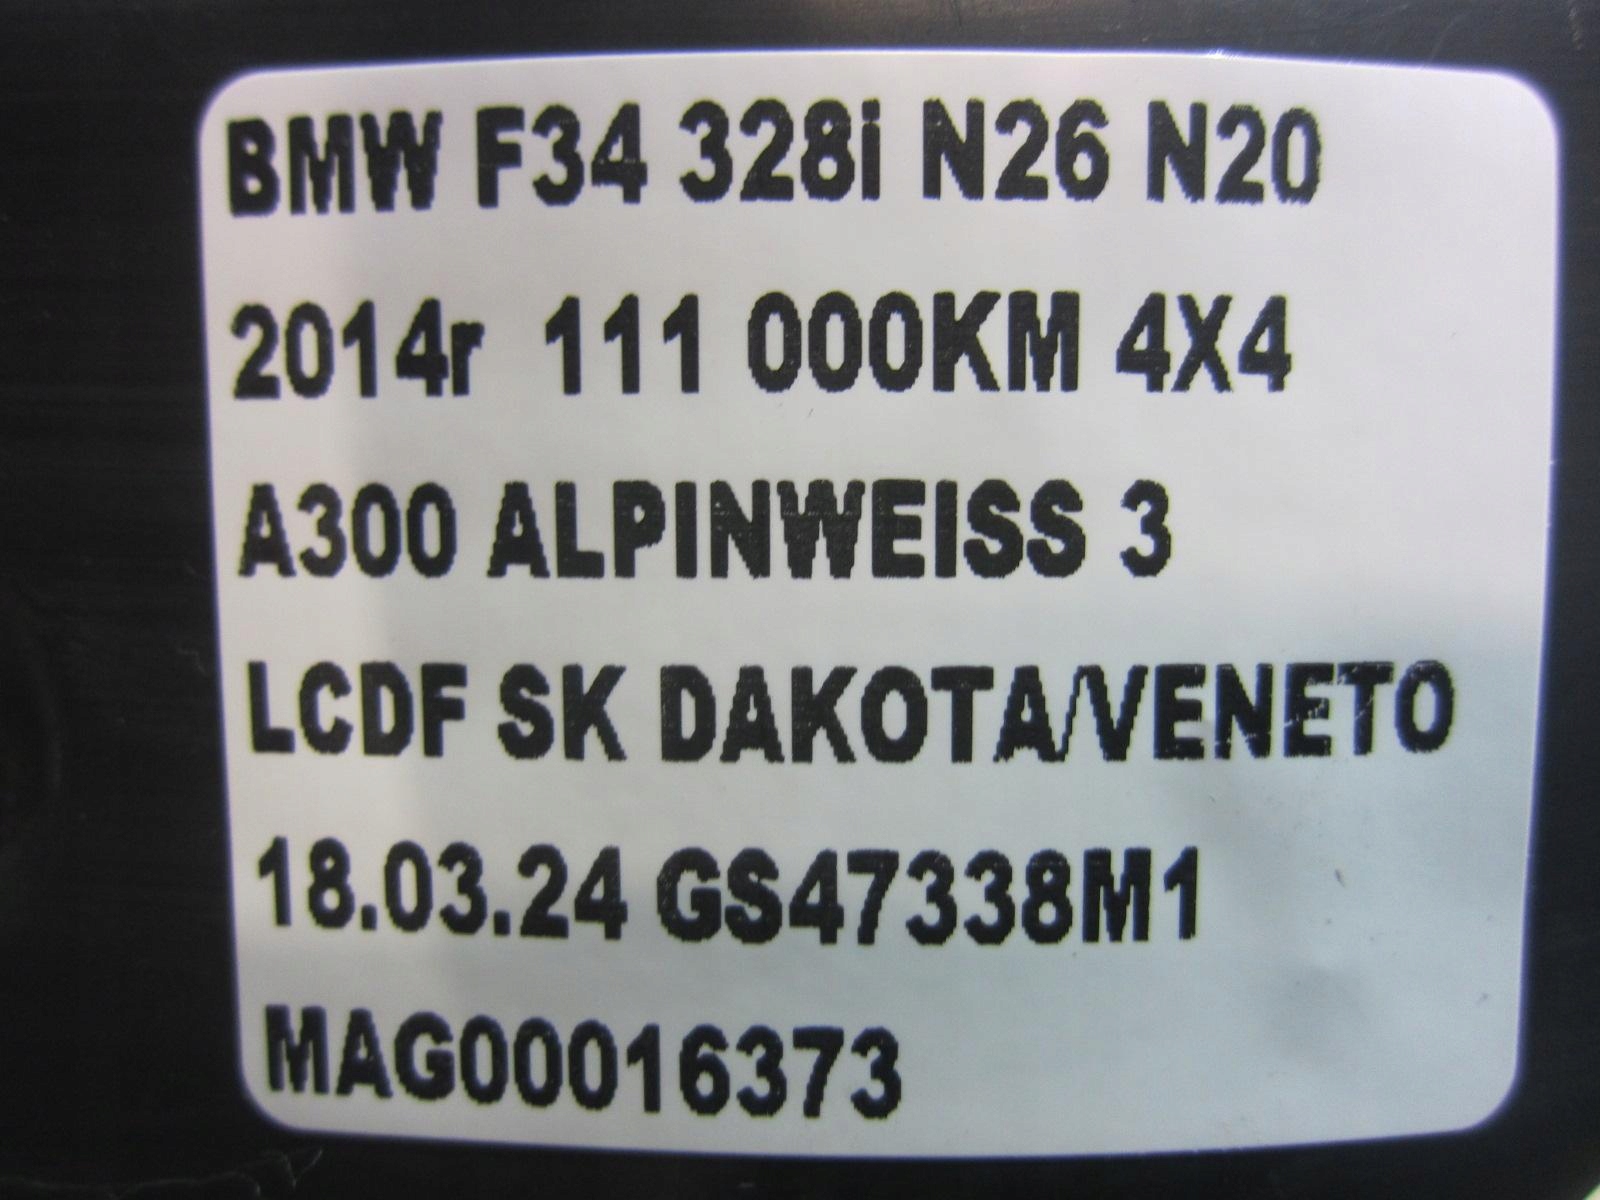 BMW F34 328i N26 N20
2014r 111 000KM 4X4
A300 ALPINWEISS 3
LCDF SK DAKOTA/VENETO
18.03.24 GS47338M1
MAG00016373